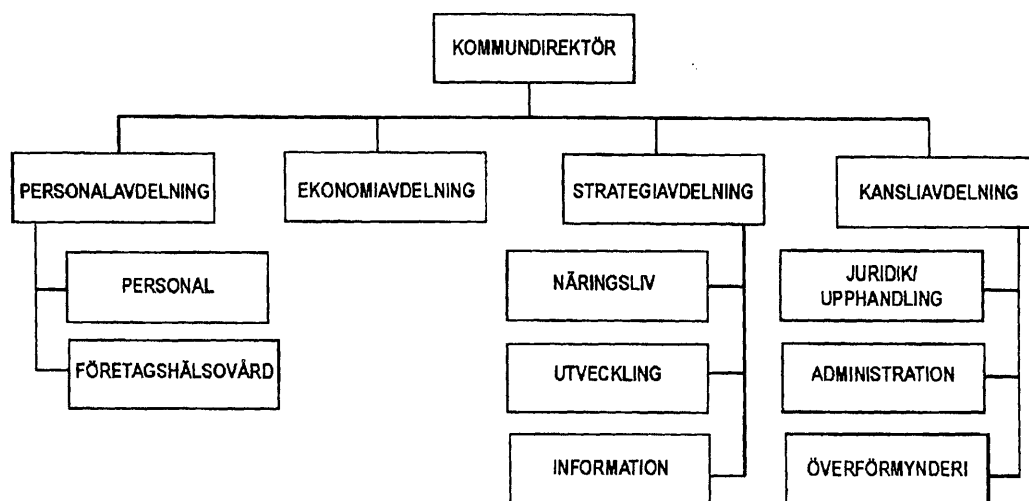 KOMMUNDIREKTÖR
PERSONALAVDELNING
EKONOMIAVDELNING
STRATEGIAVDELNING
KANSLIAVDELNING
PERSONAL
FÖRETAGSHÄLSOVÅRD
NÄRINGSLIV
UTVECKLING
INFORMATION
JURIDIK/
UPPHANDLING
ADMINISTRATION
ÖVERFÖRMYNDERI